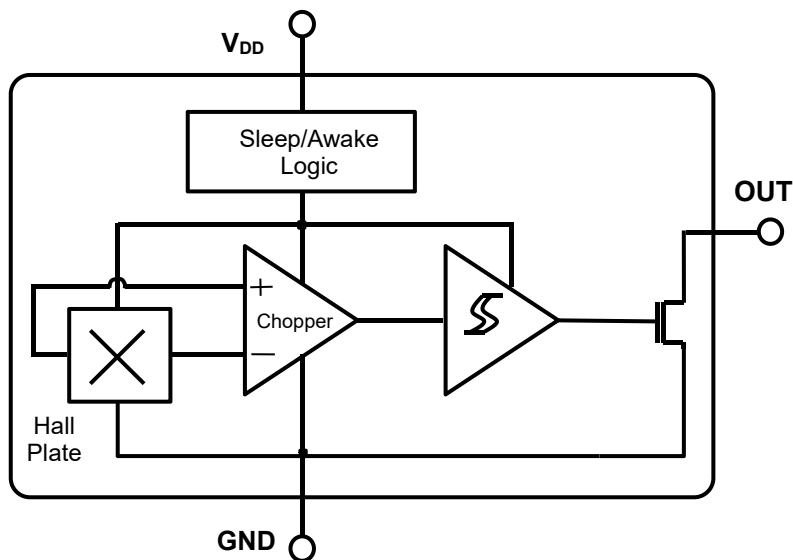 VDD
Sleep/Awake
Logic
OUT
+
Chopper
−
Hall
Plate
GND